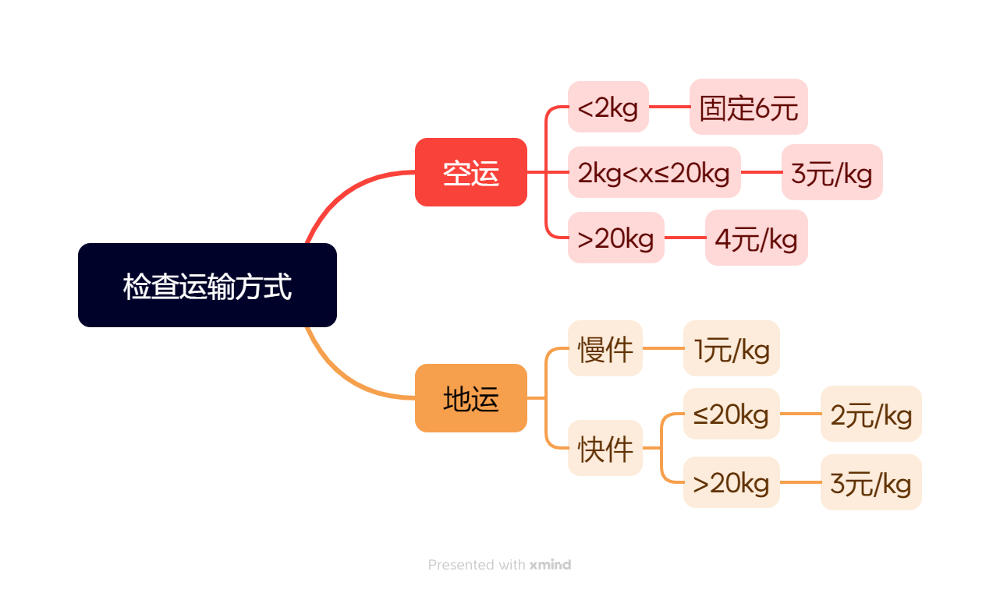 检查运输方式
空运
<2kg
固定6元
2kg<x≤20kg
3元/kg
>20kg
4元/kg
地运
慢件
1元/kg
快件
≤20kg
2元/kg
>20kg
3元/kg
Presented with xmind